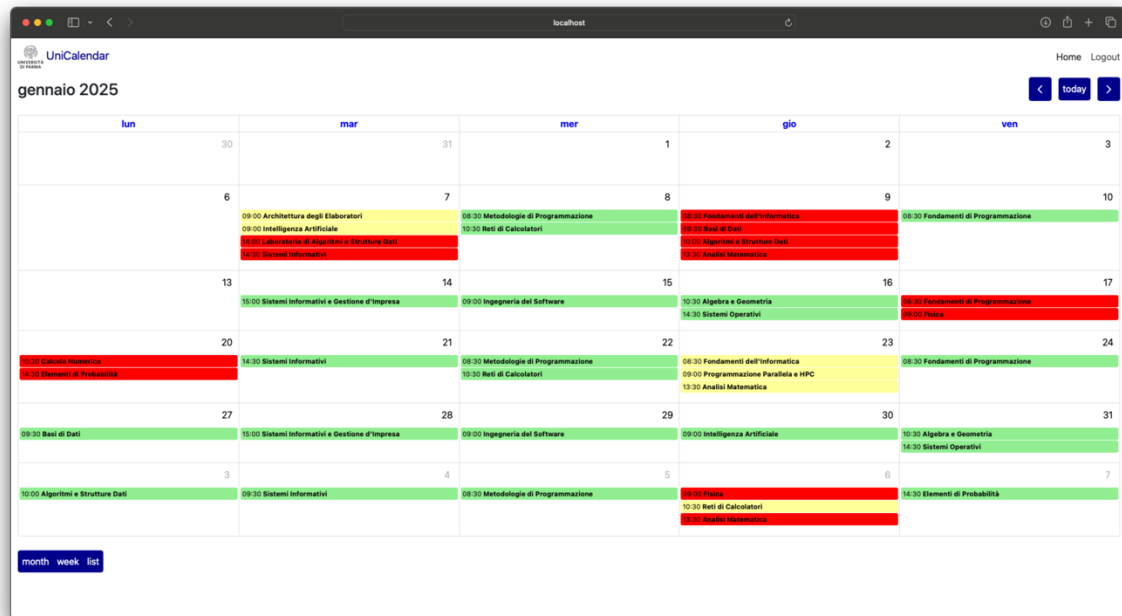 localhost
UNIVERSITÀ
DI PARMA
UniCalendar
Home Logout
gennaio 2025
today
lun mar mer gio ven
30 31 1 2 3
6 7 8 9 10
09:00 Architettura degli Elaboratori
09:00 Intelligenza Artificiale
14:00 Laboratorio di Algoritmi e Strutture Dati
14:30 Sistemi Informativi
08:30 Metodologie di Programmazione
10:30 Reti di Calcolatori
08:30 Fondamenti dell'Informatica
09:30 Basi di Dati
10:03 Algoritmi e Strutture Dati
13:30 Analisi Matematica
08:30 Fondamenti di Programmazione
13 14 15 16 17
15:00 Sistemi Informativi e Gestione d'Impresa
09:00 Ingegneria del Software
10:30 Algebra e Geometria
14:30 Sistemi Operativi
08:30 Fondamenti di Programmazione
09:00 Fisica
20 21 22 23 24
10:30 Calcolo Numerico
14:30 Elementi di Probabilità
14:30 Sistemi Informativi
08:30 Metodologie di Programmazione
10:30 Reti di Calcolatori
08:30 Fondamenti dell'Informatica
09:00 Programmazione Parallela e HPC
13:30 Analisi Matematica
08:30 Fondamenti di Programmazione
27 28 29 30 31
09:30 Basi di Dati
15:00 Sistemi Informativi e Gestione d'Impresa
09:00 Ingegneria del Software
09:00 Intelligenza Artificiale
10:30 Algebra e Geometria
14:30 Sistemi Operativi
3 4 5 6 7
10:00 Algoritmi e Strutture Dati
09:30 Sistemi Informativi
08:30 Metodologie di Programmazione
09:00 Fisica
10:30 Reti di Calcolatori
13:30 Analisi Matematica
14:30 Elementi di Probabilità
month week list